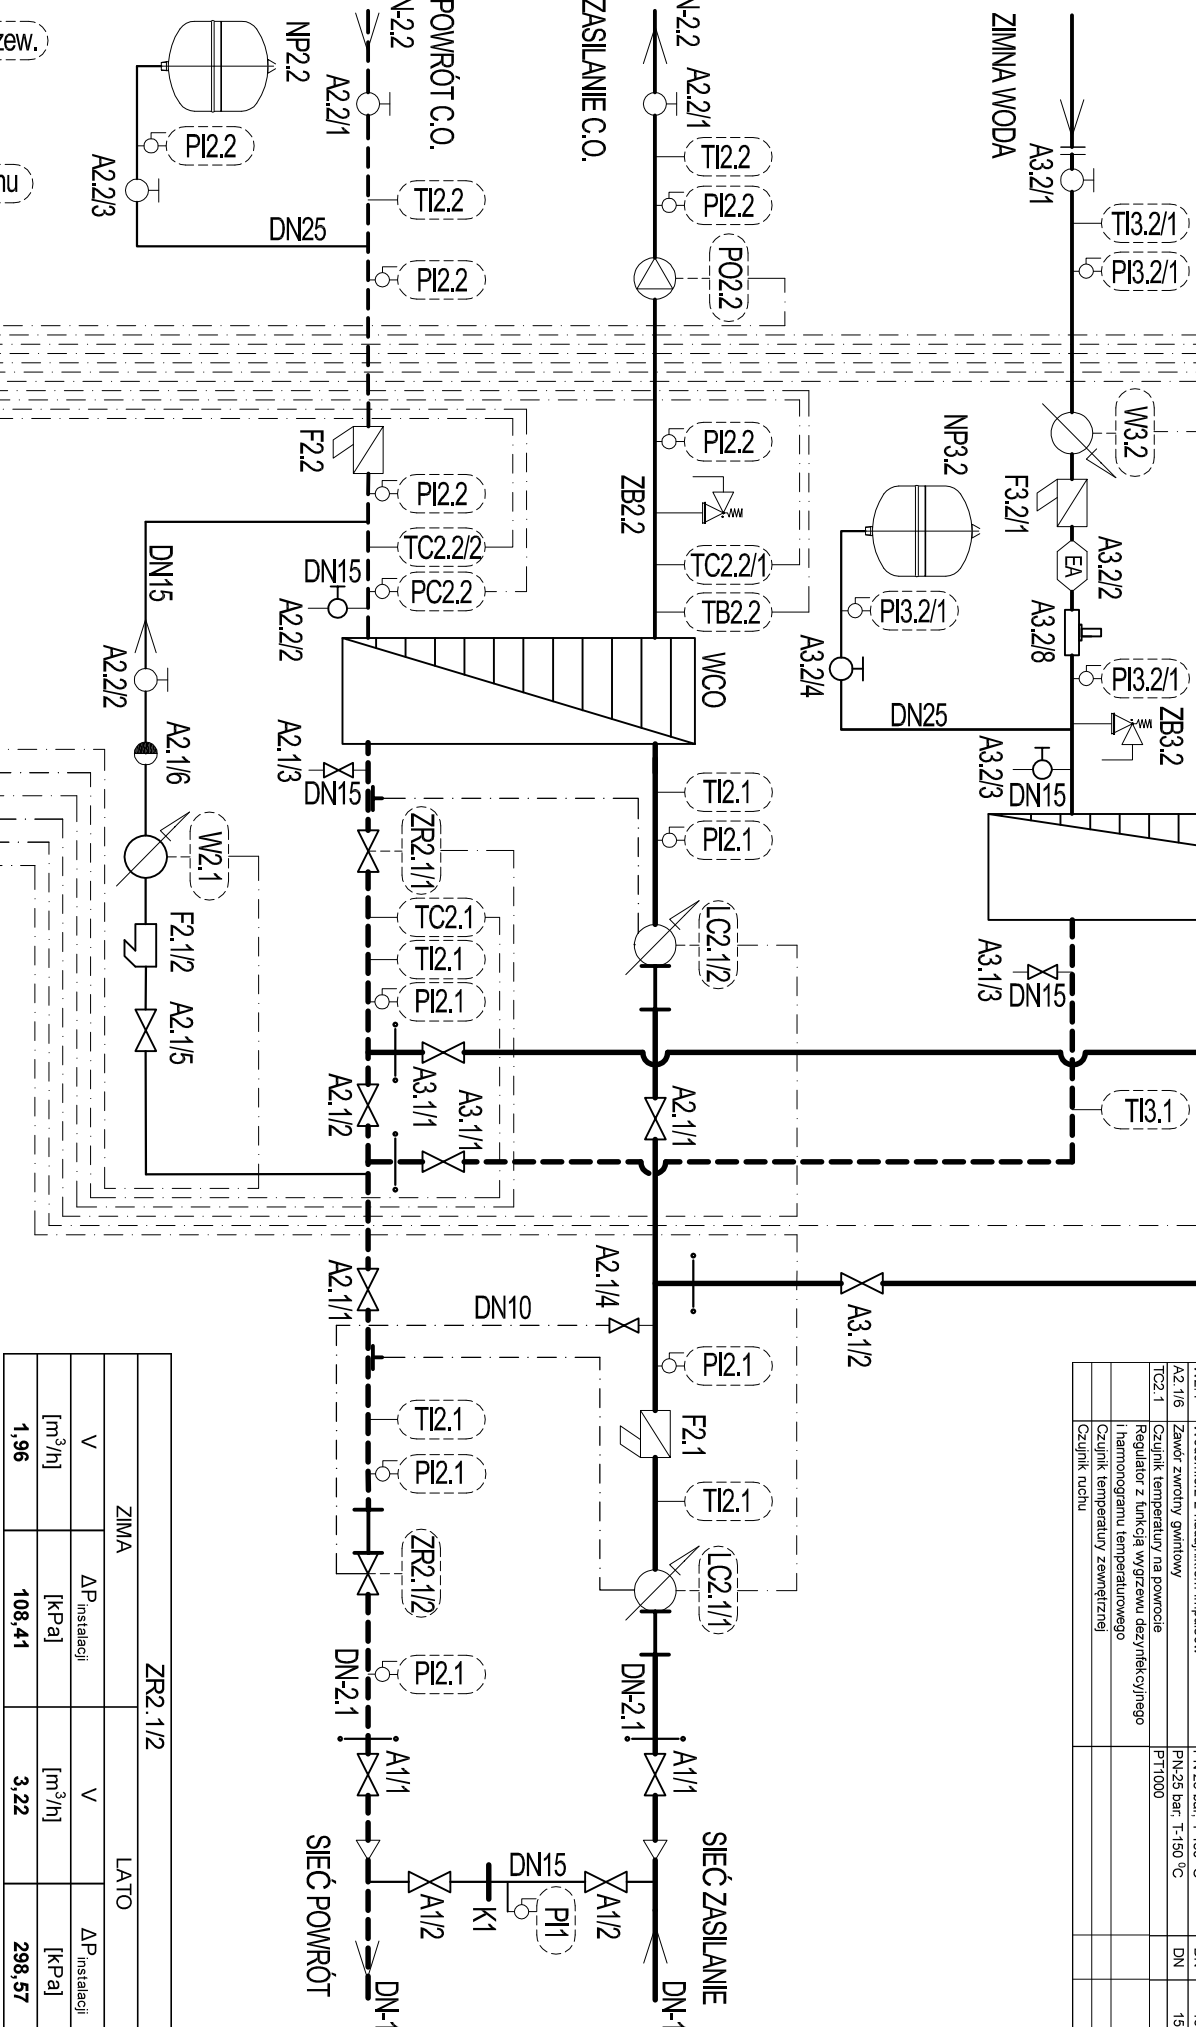 zew.
nu
NP2.2
PI2.2
A2.2/3
DN25
N-2.2
POWRÓT C.O.
A2.2/1
TI2.2
PI2.2
N-2.2
ZASILANIE C.O.
A2.2/1
TI2.2
PI2.2
PO2.2
ZIMNA WODA
A3.2/1
TI3.2/1
PI3.2/1
W3.2
F3.2/1
EA
A3.2/2
A3.2/8
PI3.2/1
ZB3.2
NP3.2
PI3.2/1
A3.2/4
DN25
A3.2/3
DN15
F2.2
PI2.2
TC2.2/2
PC2.2
DN15
A2.2/2
PI2.2
ZB2.2
TC2.2/1
TB2.2
WCO
DN15
A2.2/2
A2.1/6
W2.1
F2.1/2
A2.1/5
A2.1/3
DN15
ZR2.1/1
TC2.1
TI2.1
PI2.1
TI2.1
PI2.1
LC2.1/2
A3.1/3
DN15
TI3.1
A3.1/1
A3.1/1
A2.1/2
A2.1/1
A2.1/1
A2.1/4
DN10
A3.1/2
PI2.1
F2.1
TI2.1
LC2.1/1
TI2.1
PI2.1
ZR2.1/2
PI2.1
DN-2.1
DN-2.1
A1/1
A1/1
SIEĆ POWRÓT
SIEĆ ZASILANIE
DN15
A1/2
K1
PI1
A1/2
DN-1
DN-1
A2.1/6 Zawór zwrotny gwintowy PN-25 bar, T-150 °C DN 15
TC2.1 Czujnik temperatury na powrocie PT1000
Regulator z funkcją wygrzewu dezynfekcyjnego
i harmonogramu temperaturowego
Czujnik temperatury zewnętrznej
Czujnik ruchu
ZR2.1/2
ZIMA LATO
V ΔPinstalacji V ΔPinstalacji
[m³/h] [kPa] [m³/h] [kPa]
1,96 108,41 3,22 298,57